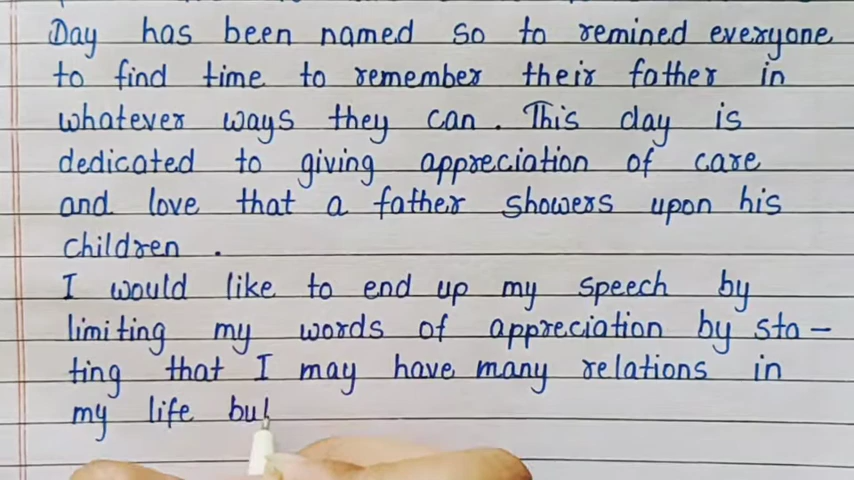 Day has been named so to remined everyone
to find time to remember their father in
whatever ways they can . This day is
dedicated to giving appreciation of care
and love that a father showers upon his
children .
I would like to end up my speech by
limiting my words of appreciation by sta-
ting that I may have many relations in
my life but